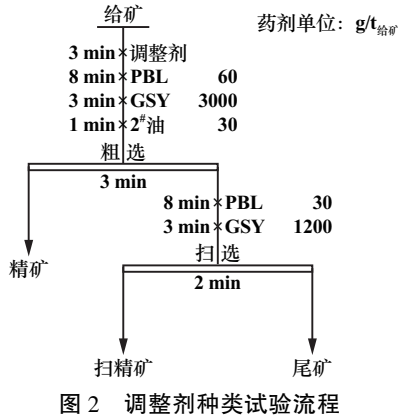 给矿
药剂单位：g/t给矿
3 min×调整剂
8 min×PBL 60
3 min×GSY 3000
1 min×2#油 30
粗选
3 min
8 min×PBL 30
3 min×GSY 1200
精矿
扫选
2 min
扫精矿 尾矿
图 2 调整剂种类试验流程